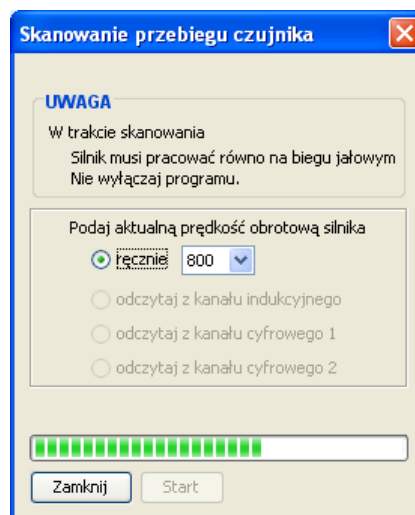 Skanowanie przebiegu czujnika
UWAGA
W trakcie skanowania
Silnik musi pracować równo na biegu jałowym
Nie wyłączaj programu.
Podaj aktualną prędkość obrotową silnika
ręcznie 800
odczytaj z kanału indukcyjnego
odczytaj z kanału cyfrowego 1
odczytaj z kanału cyfrowego 2
Zamknij Start